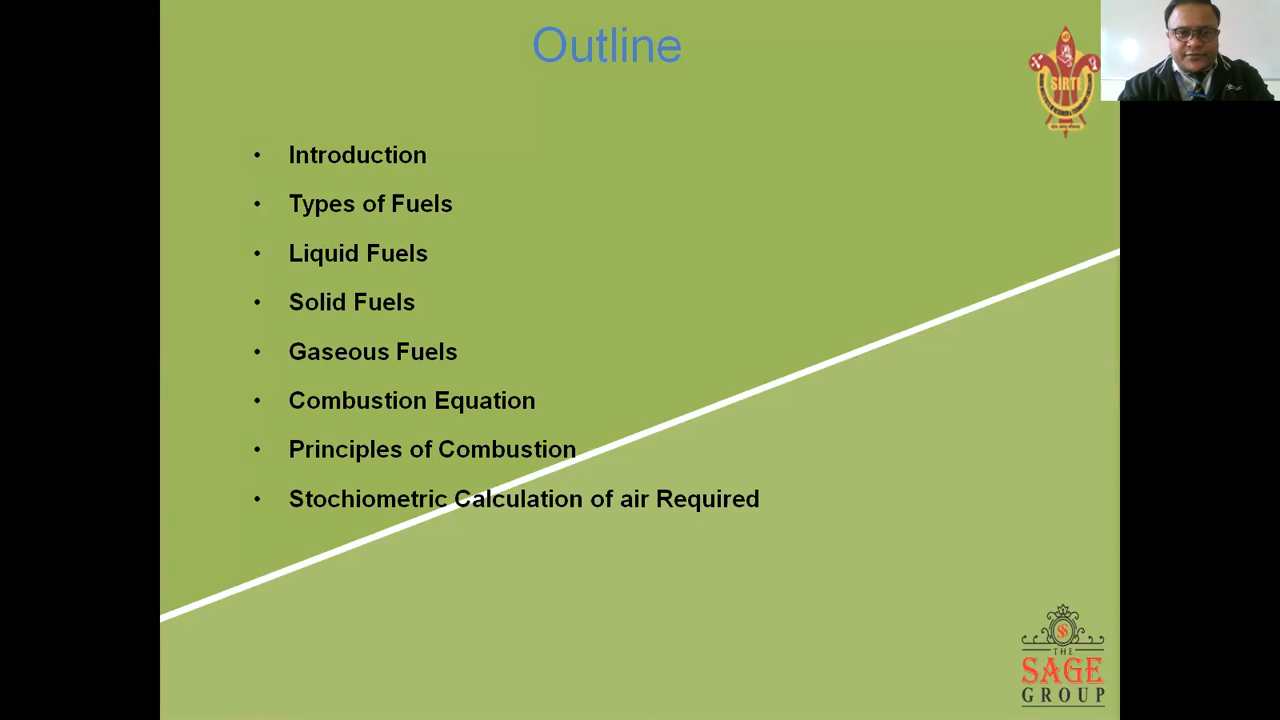 Outline
SIRT
• Introduction
• Types of Fuels
• Liquid Fuels
• Solid Fuels
• Gaseous Fuels
• Combustion Equation
• Principles of Combustion
• Stochiometric Calculation of air Required
THE
SAGE
GROUP